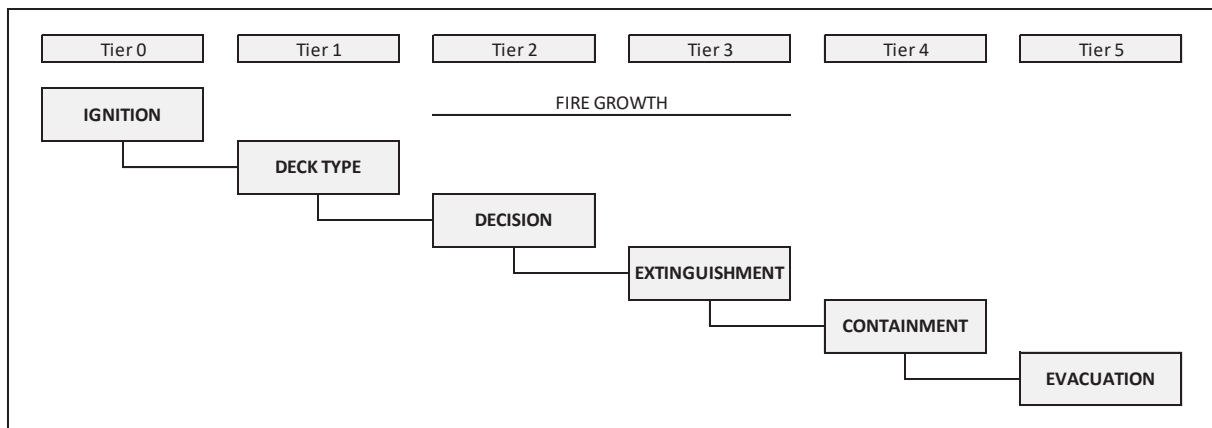 Tier 0
Tier 1
Tier 2
Tier 3
Tier 4
Tier 5
IGNITION
FIRE GROWTH
DECK TYPE
DECISION
EXTINGUISHMENT
CONTAINMENT
EVACUATION